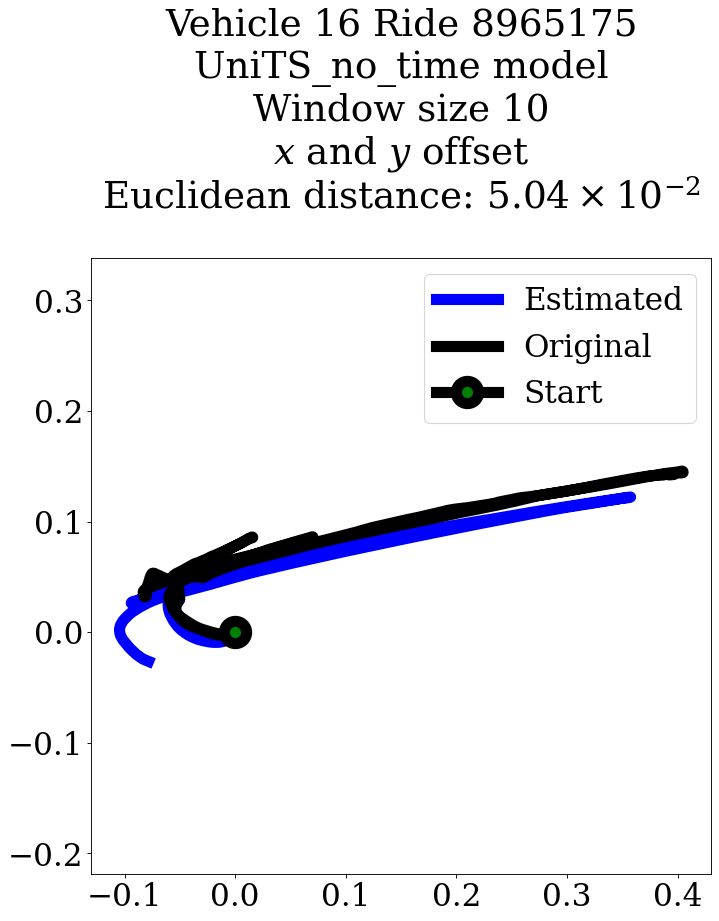 Vehicle 16 Ride 8965175
UniTS_no_time model
Window size 10
x and y offset
Euclidean distance: 5.04 × 10⁻²
Estimated
Original
Start
0.3
0.2
0.1
0.0
−0.1
−0.2
−0.1 0.0 0.1 0.2 0.3 0.4